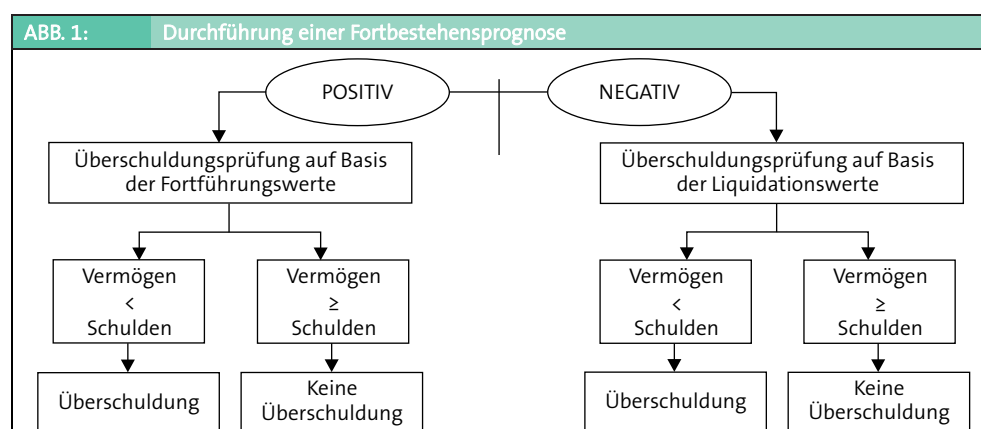 ABB. 1: Durchführung einer Fortbestehensprognose
POSITIV
NEGATIV
Überschuldungsprüfung auf Basis
der Fortführungswerte
Überschuldungsprüfung auf Basis
der Liquidationswerte
Vermögen
<
Schulden
Vermögen
≥
Schulden
Vermögen
<
Schulden
Vermögen
≥
Schulden
Überschuldung
Keine
Überschuldung
Überschuldung
Keine
Überschuldung